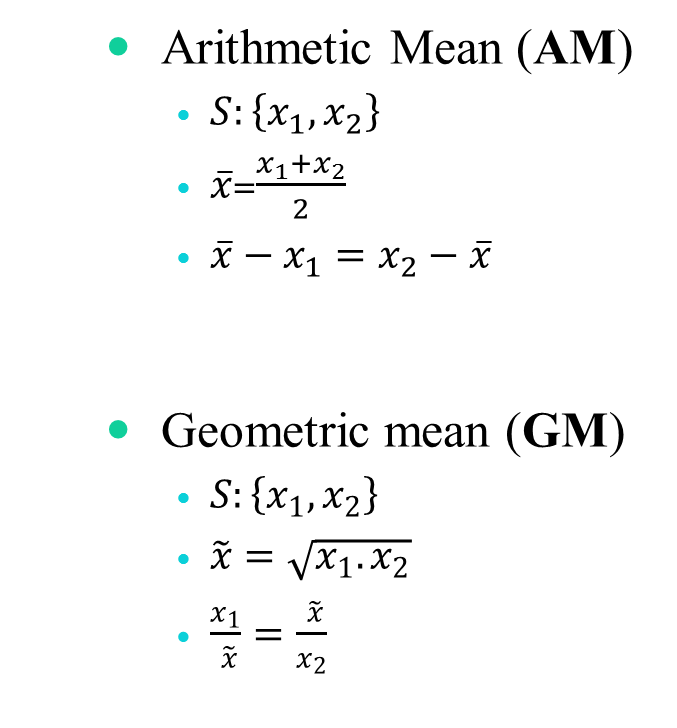 • Arithmetic Mean (AM)
• S:{x₁,x₂}
• x̄=(x₁+x₂)/2
• x̄ − x₁ = x₂ − x̄
• Geometric mean (GM)
• S:{x₁,x₂}
• x̃ = √(x₁.x₂)
• x₁/x̃ = x̃/x₂